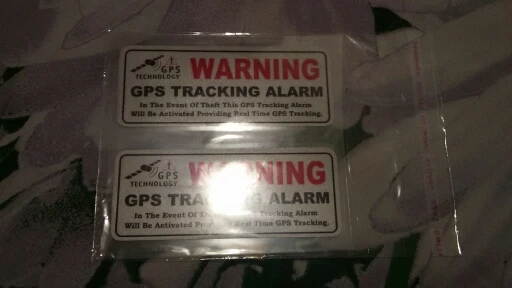 GPS
TECHNOLOGY
WARNING
GPS TRACKING ALARM
In The Event Of Theft This GPS Tracking Alarm
Will Be Activated Providing Real Time GPS Tracking.
GPS
TECHNOLOGY
WARNING
GPS TRACKING ALARM
In The Event Of Tracking Alarm
Will Be Activated Real Time GPS Tracking.